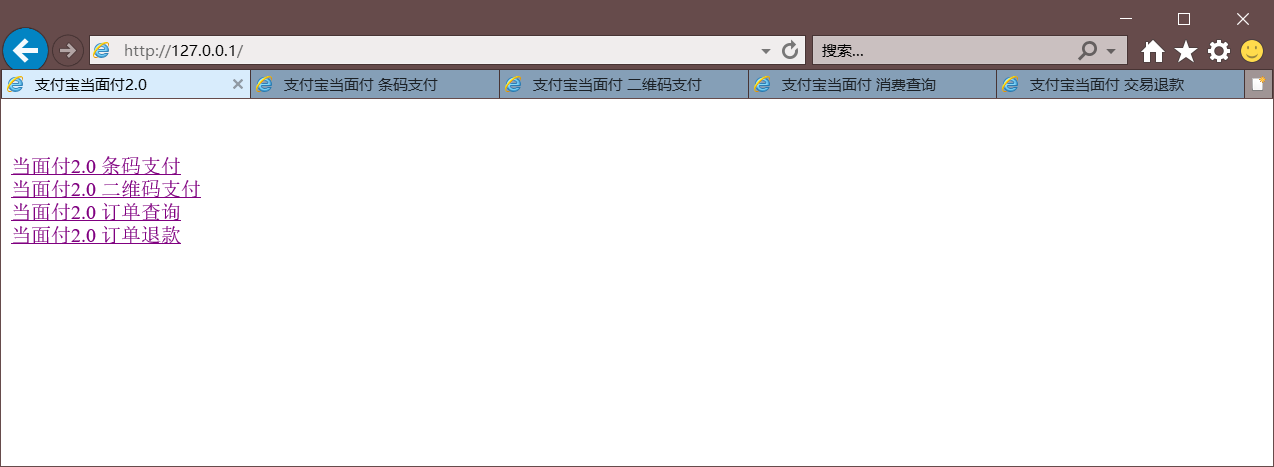 http://127.0.0.1/
搜索...
支付宝当面付2.0
支付宝当面付 条码支付
支付宝当面付 二维码支付
支付宝当面付 消费查询
支付宝当面付 交易退款
当面付2.0 条码支付
当面付2.0 二维码支付
当面付2.0 订单查询
当面付2.0 订单退款